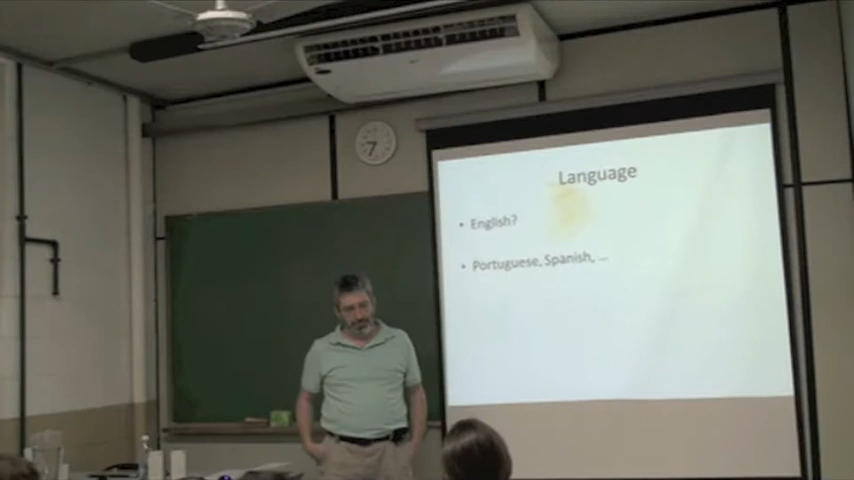 Language
• English?
• Portuguese, Spanish, ...